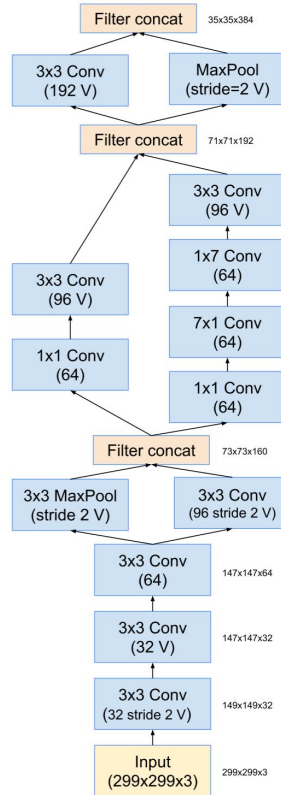 Filter concat
35x35x384
3x3 Conv
(192 V)
MaxPool
(stride=2 V)
Filter concat
71x71x192
3x3 Conv
(96 V)
1x7 Conv
(64)
3x3 Conv
(96 V)
7x1 Conv
(64)
1x1 Conv
(64)
1x1 Conv
(64)
Filter concat
73x73x160
3x3 MaxPool
(stride 2 V)
3x3 Conv
(96 stride 2 V)
3x3 Conv
(64)
147x147x64
3x3 Conv
(32 V)
147x147x32
3x3 Conv
(32 stride 2 V)
149x149x32
Input
(299x299x3)
299x299x3